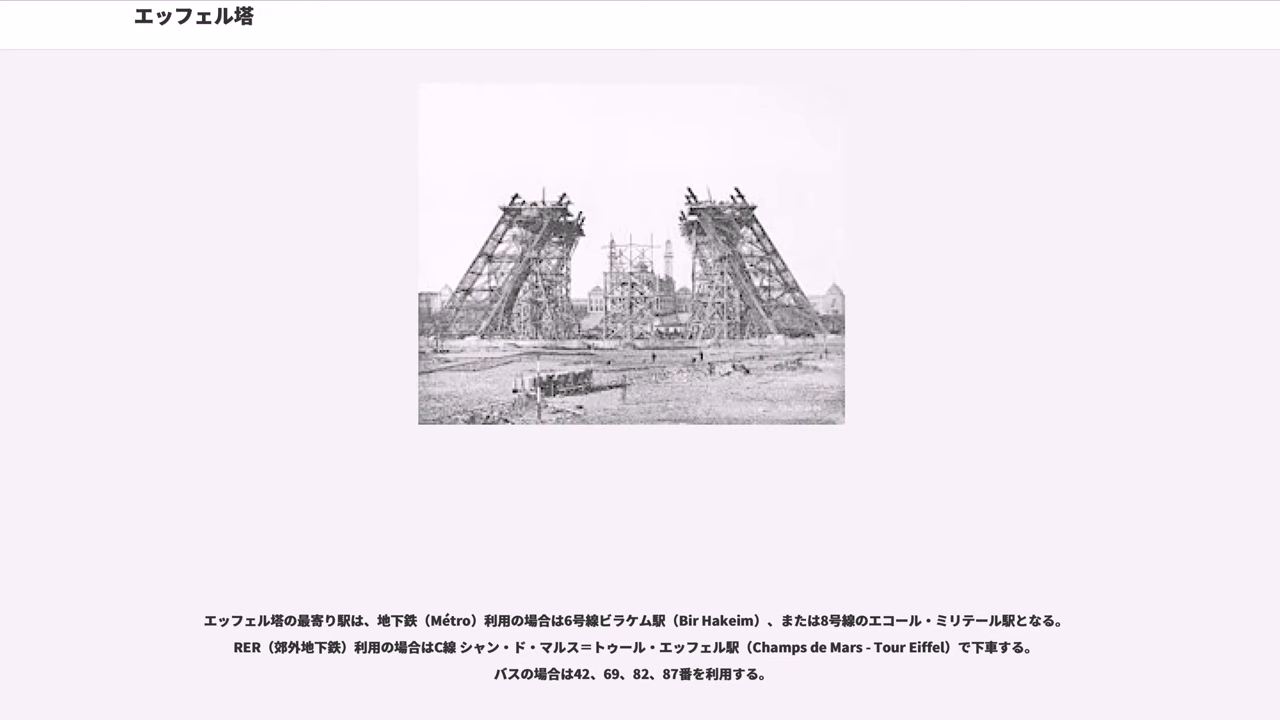 エッフェル塔
エッフェル塔の最寄り駅は、地下鉄（Métro）利用の場合は6号線ビラケム駅（Bir Hakeim）、または8号線のエコール・ミリテール駅となる。
RER（郊外地下鉄）利用の場合はC線 シャン・ド・マルス＝トゥール・エッフェル駅（Champs de Mars - Tour Eiffel）で下車する。
バスの場合は42、69、82、87番を利用する。